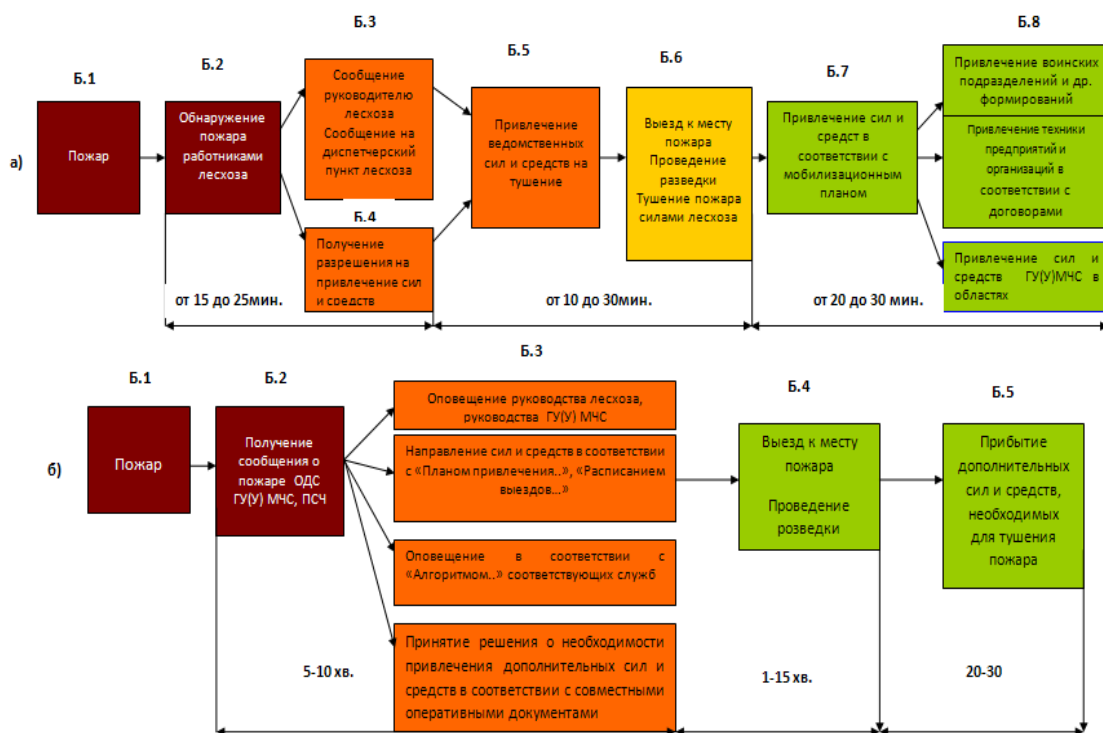 а)
Б.1
Пожар
Б.2
Обнаружение
пожара
работниками
лесхоза
Б.3
Сообщение
руководителю
лесхоза
Сообщение на
диспетчерский
пункт лесхоза
Б.4
Получение
разрешения на
привлечение сил
и средств
Б.5
Привлечение
ведомственных
сил и средств на
тушение
Б.6
Выезд к месту
пожара
Проведение
разведки
Тушение пожара
силами лесхоза
Б.7
Привлечение сил и
средст в
соответствии с
мобилизационным
планом
Б.8
Привлечение воинских
подразделений и др.
формирований
Привлечение техники
предприятий и
организаций в
соответствии с
договорами
Привлечение сил и
средств ГУ(У)МЧС в
областях
от 15 до 25мин.
от 10 до 30мин.
от 20 до 30 мин.
б)
Б.1
Пожар
Б.2
Получение
сообщения о
пожаре ОДС
ГУ(У) МЧС, ПСЧ
Б.3
Оповещение руководства лесхоза,
руководства ГУ(У) МЧС
Направление сил и средств в соответствии
с «Планом привлечения..», «Расписанием
выездов...»
Оповещение в соответствии с
«Алгоритмом..» соответствующих служб
Принятие решения о необходимости
привлечения дополнительных сил и
средств в соответствии с совместными
оперативными документами
Б.4
Выезд к месту
пожара
Проведение
розведки
Б.5
Прибытие
дополнительных
сил и средств,
необходимых
для тушения
пожара
5-10 хв.
1-15 хв.
20-30